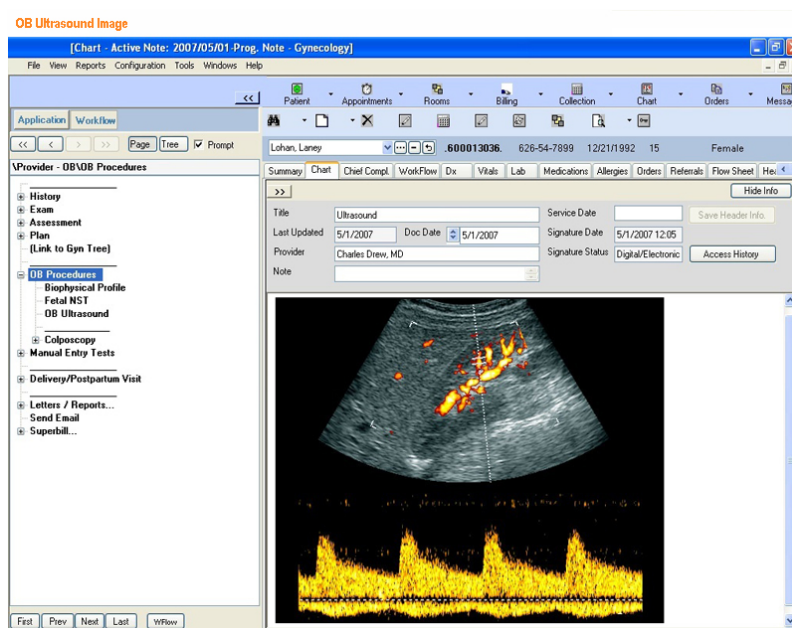 OB Ultrasound Image
[Chart - Active Note: 2007/05/01-Prog. Note - Gynecology]
File View Reports Configuration Tools Windows Help
<<
Patient Appointments Rooms Billing Collection Chart Orders
Application Workflow
<< < > >> Page Tree Prompt
Lohan, Laney .600013036. 626-54-7899 12/21/1992 15 Female
\Provider - OB\OB Procedures
Summary Chart Chief Compl. WorkFlow Dx Vitals Lab Medications Allergies Orders Referrals Flow Sheet
>> Hide Info
History
Exam
Assessment
Plan
(Link to Gyn Tree)
OB Procedures
Biophysical Profile
Fetal NST
OB Ultrasound
Colposcopy
Manual Entry Tests
Delivery/Postpartum Visit
Letters / Reports...
Send Email
Superbill...
Title Ultrasound Service Date Save Header Info.
Last Updated 5/1/2007 Doc Date 5/1/2007 Signature Date 5/1/2007 12:05
Provider Charles Drew, MD Signature Status Digital/Electronic Access History
Note
First Prev Next Last WFlow